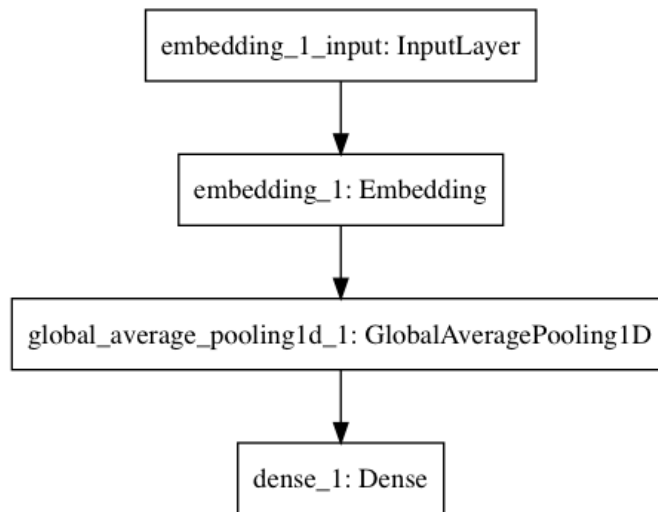 embedding_1_input: InputLayer
embedding_1: Embedding
global_average_pooling1d_1: GlobalAveragePooling1D
dense_1: Dense